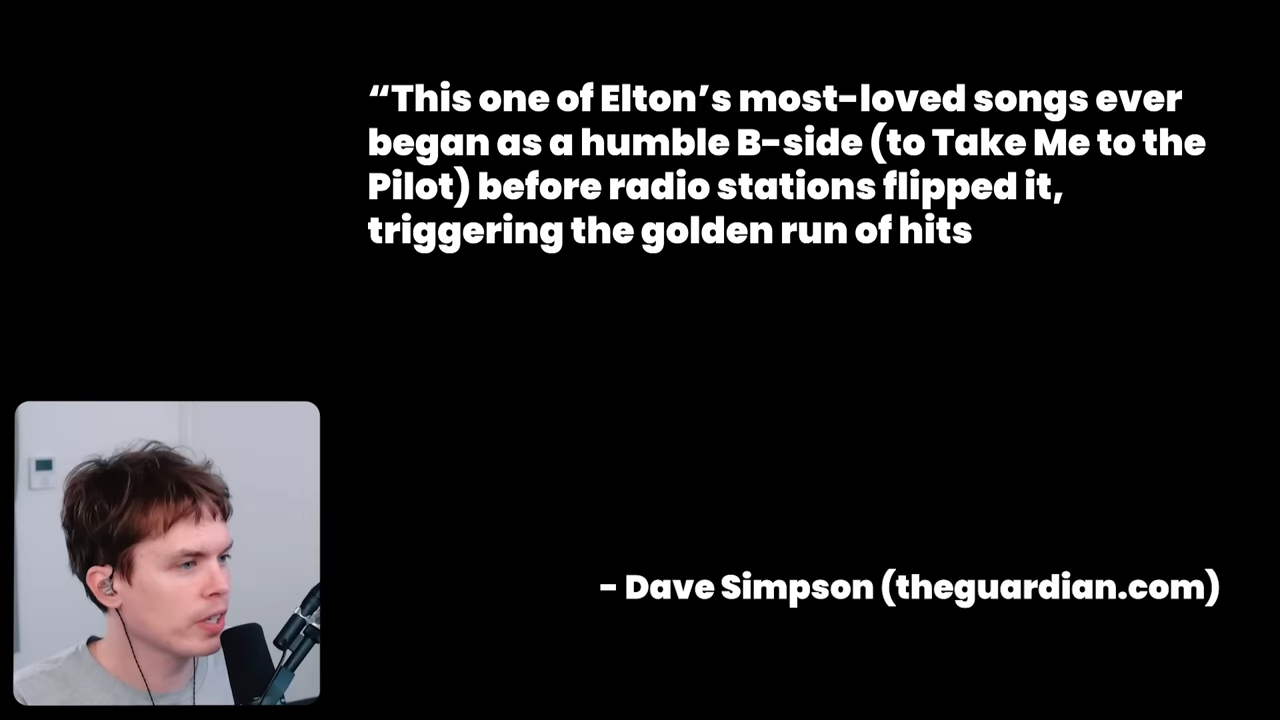 “This one of Elton’s most-loved songs ever
began as a humble B-side (to Take Me to the
Pilot) before radio stations flipped it,
triggering the golden run of hits
- Dave Simpson (theguardian.com)